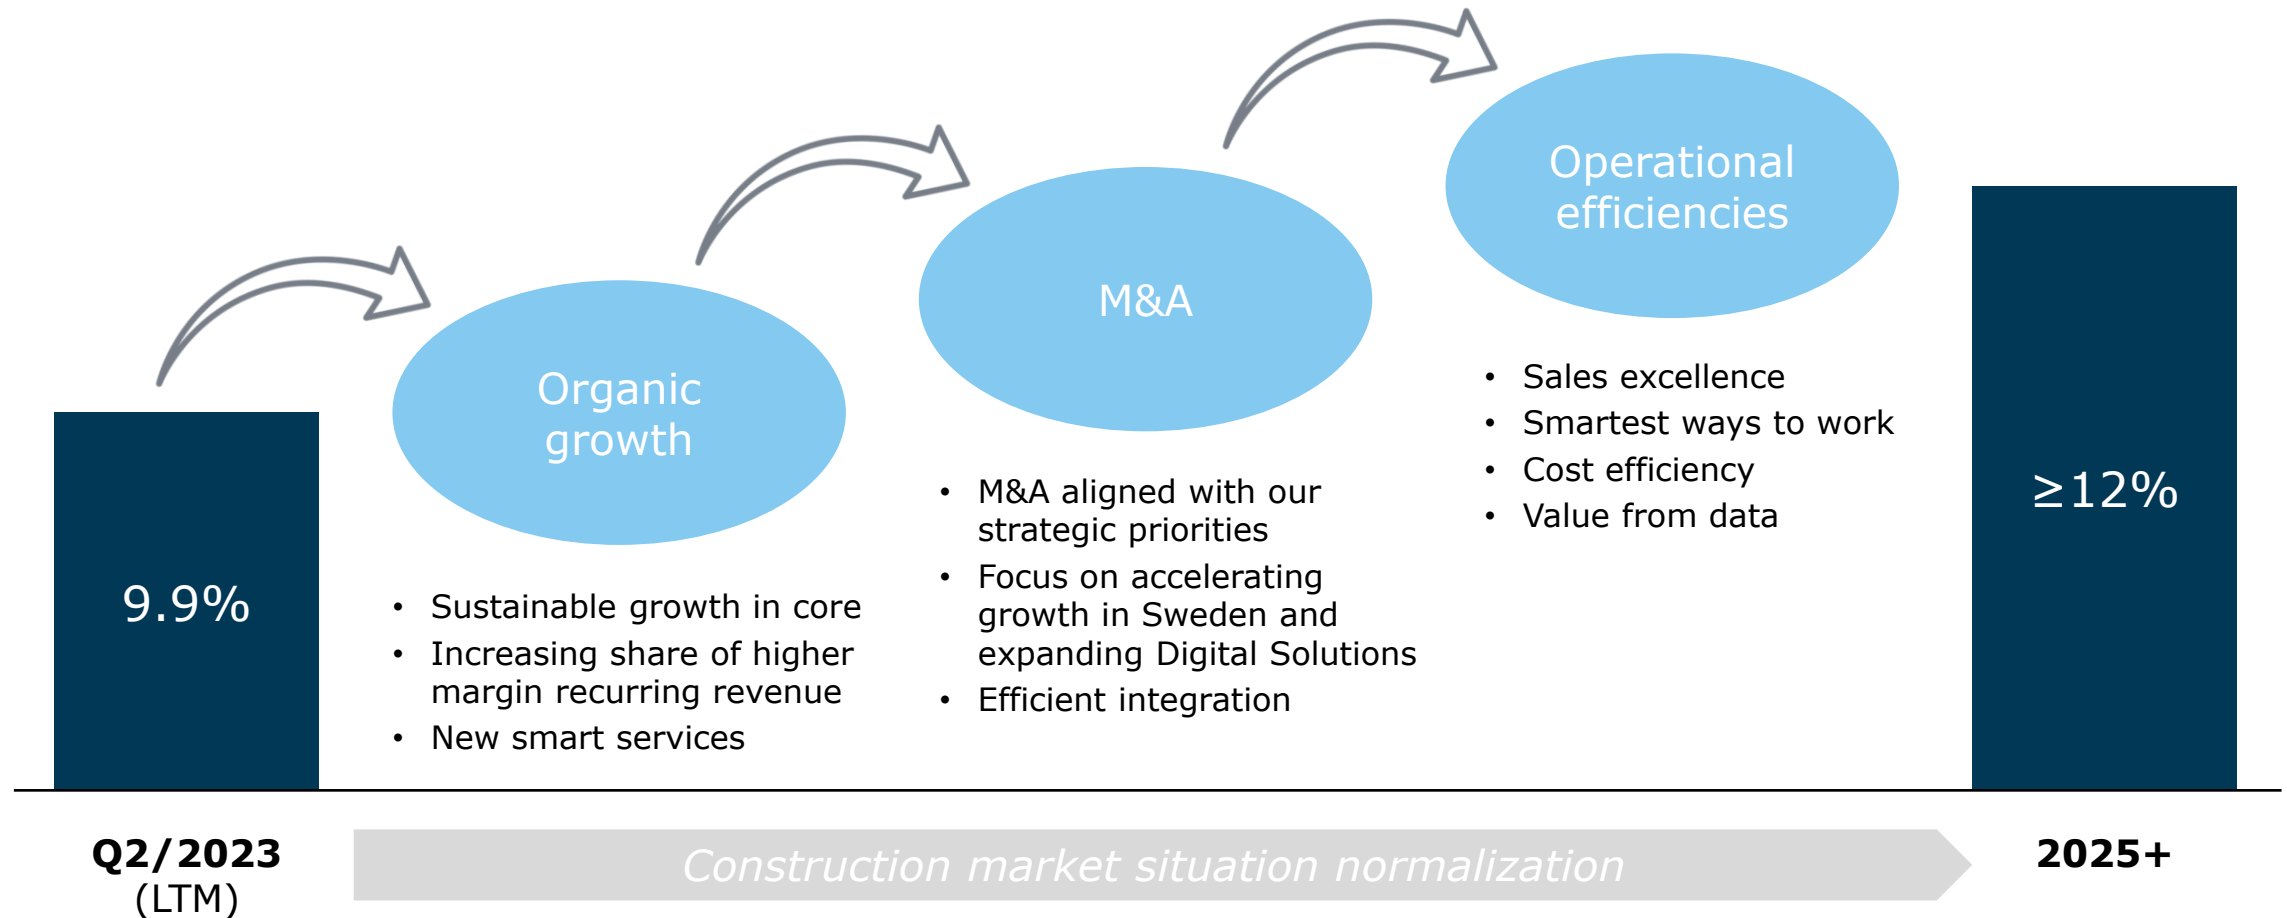 Operational
efficiencies
M&A
Organic
growth
9.9%
≥12%
• Sustainable growth in core
• Increasing share of higher
margin recurring revenue
• New smart services
• M&A aligned with our
strategic priorities
• Focus on accelerating
growth in Sweden and
expanding Digital Solutions
• Efficient integration
• Sales excellence
• Smartest ways to work
• Cost efficiency
• Value from data
Q2/2023
(LTM)
Construction market situation normalization
2025+